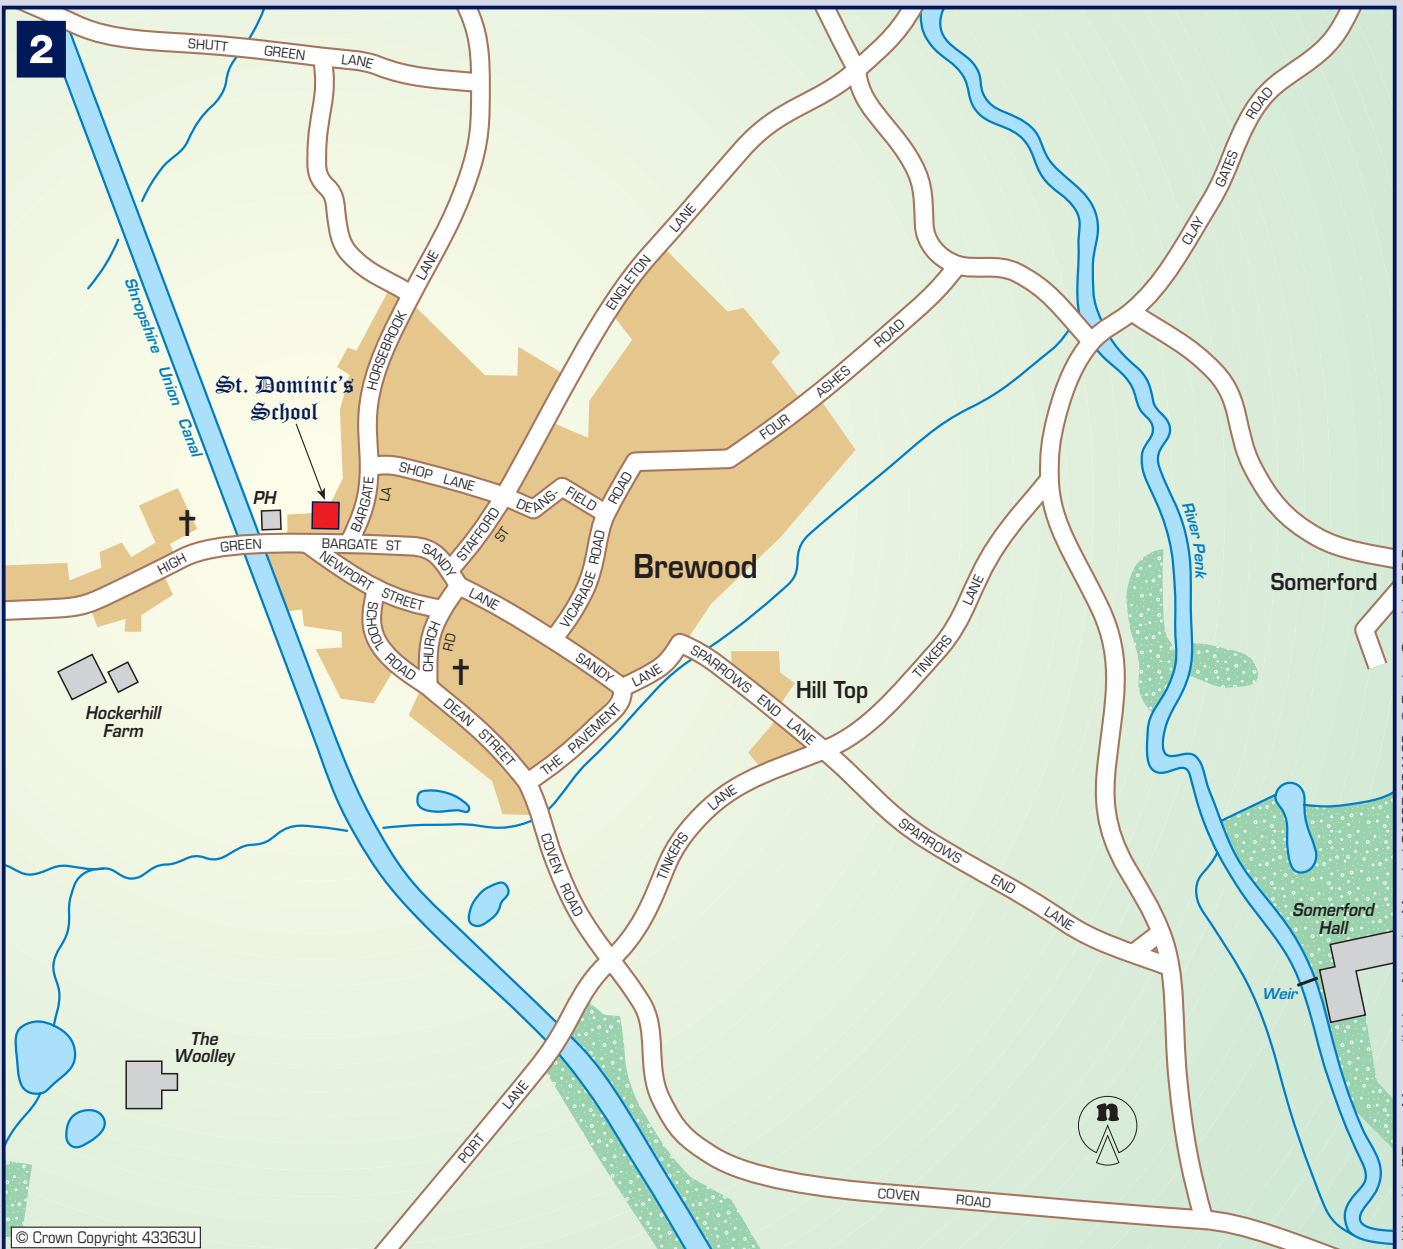 2
SHUTT GREEN LANE
HORSEBROOK LANE
ENGLETON LANE
CLAY GATES ROAD
FOUR ASHES ROAD
Shropshire Union Canal
St. Dominic's
School
PH
SHOP LANE
BARGATE
LA
DEANS-
FIELD
ROAD
STAFFORD
ST
HIGH GREEN
BARGATE ST
SANDY LANE
NEWPORT STREET
VICARAGE ROAD
Brewood
River Penk
Somerford
SCHOOL ROAD
CHURCH
RD
SANDY LANE
TINKERS LANE
SPARROWS END LANE
Hill Top
Hockerhill
Farm
DEAN STREET
THE PAVEMENT
TINKERS LANE
COVEN ROAD
SPARROWS END LANE
Somerford
Hall
Weir
The
Woolley
PORT LANE
n
COVEN ROAD
© Crown Copyright 43363U